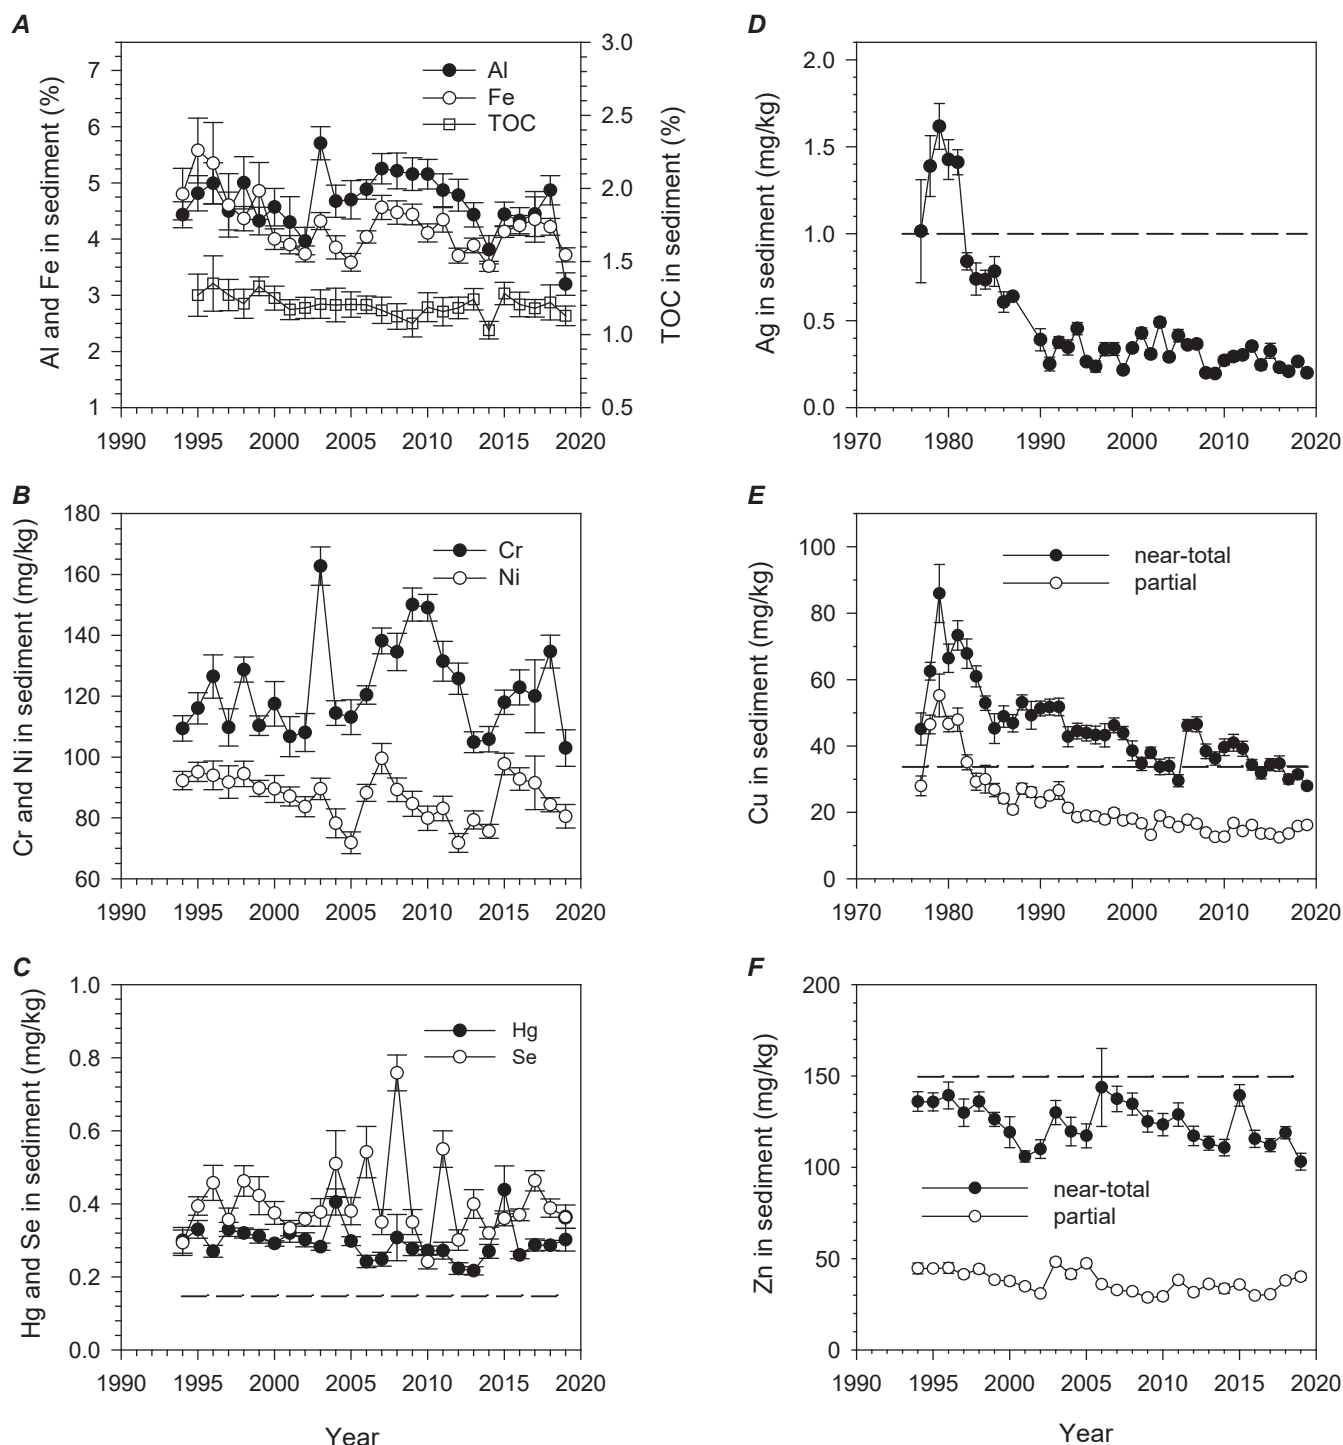 A
Al and Fe in sediment (%)
7
6
5
4
3
2
1
3.0
2.5
2.0
1.5
1.0
0.5
TOC in sediment (%)
Al
Fe
TOC
1990 1995 2000 2005 2010 2015 2020
B
Cr and Ni in sediment (mg/kg)
180
160
140
120
100
80
60
Cr
Ni
1990 1995 2000 2005 2010 2015 2020
C
Hg and Se in sediment (mg/kg)
1.0
0.8
0.6
0.4
0.2
0.0
Hg
Se
1990 1995 2000 2005 2010 2015 2020
Year
D
Ag in sediment (mg/kg)
2.0
1.5
1.0
0.5
0.0
1970 1980 1990 2000 2010 2020
E
Cu in sediment (mg/kg)
100
80
60
40
20
0
near-total
partial
1970 1980 1990 2000 2010 2020
F
Zn in sediment (mg/kg)
200
150
100
50
0
near-total
partial
1990 1995 2000 2005 2010 2015 2020
Year